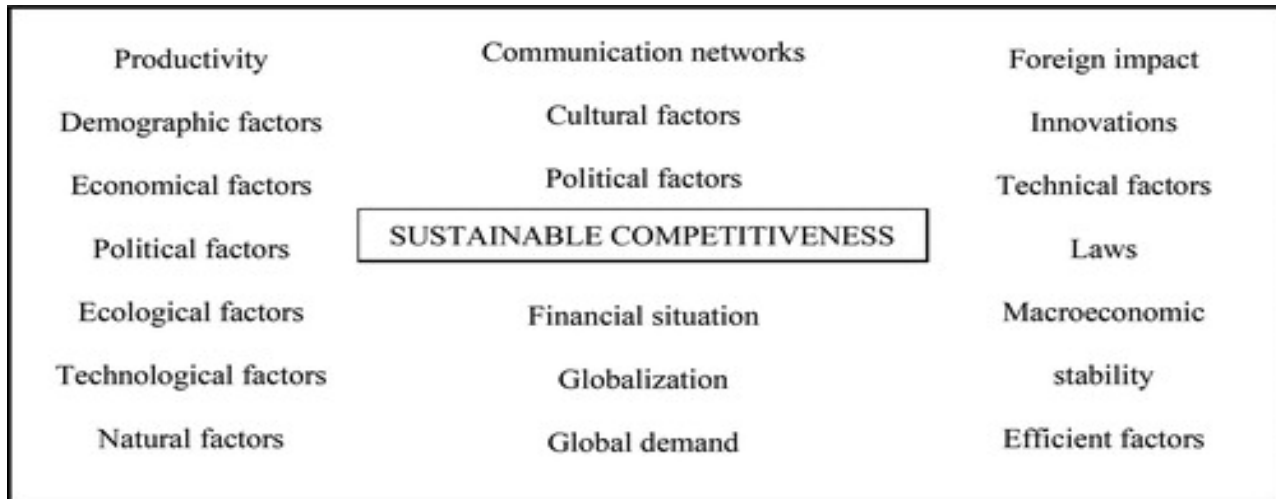 Productivity
Demographic factors
Economical factors
Political factors
Ecological factors
Technological factors
Natural factors
Communication networks
Cultural factors
Political factors
SUSTAINABLE COMPETITIVENESS
Financial situation
Globalization
Global demand
Foreign impact
Innovations
Technical factors
Laws
Macroeconomic
stability
Efficient factors